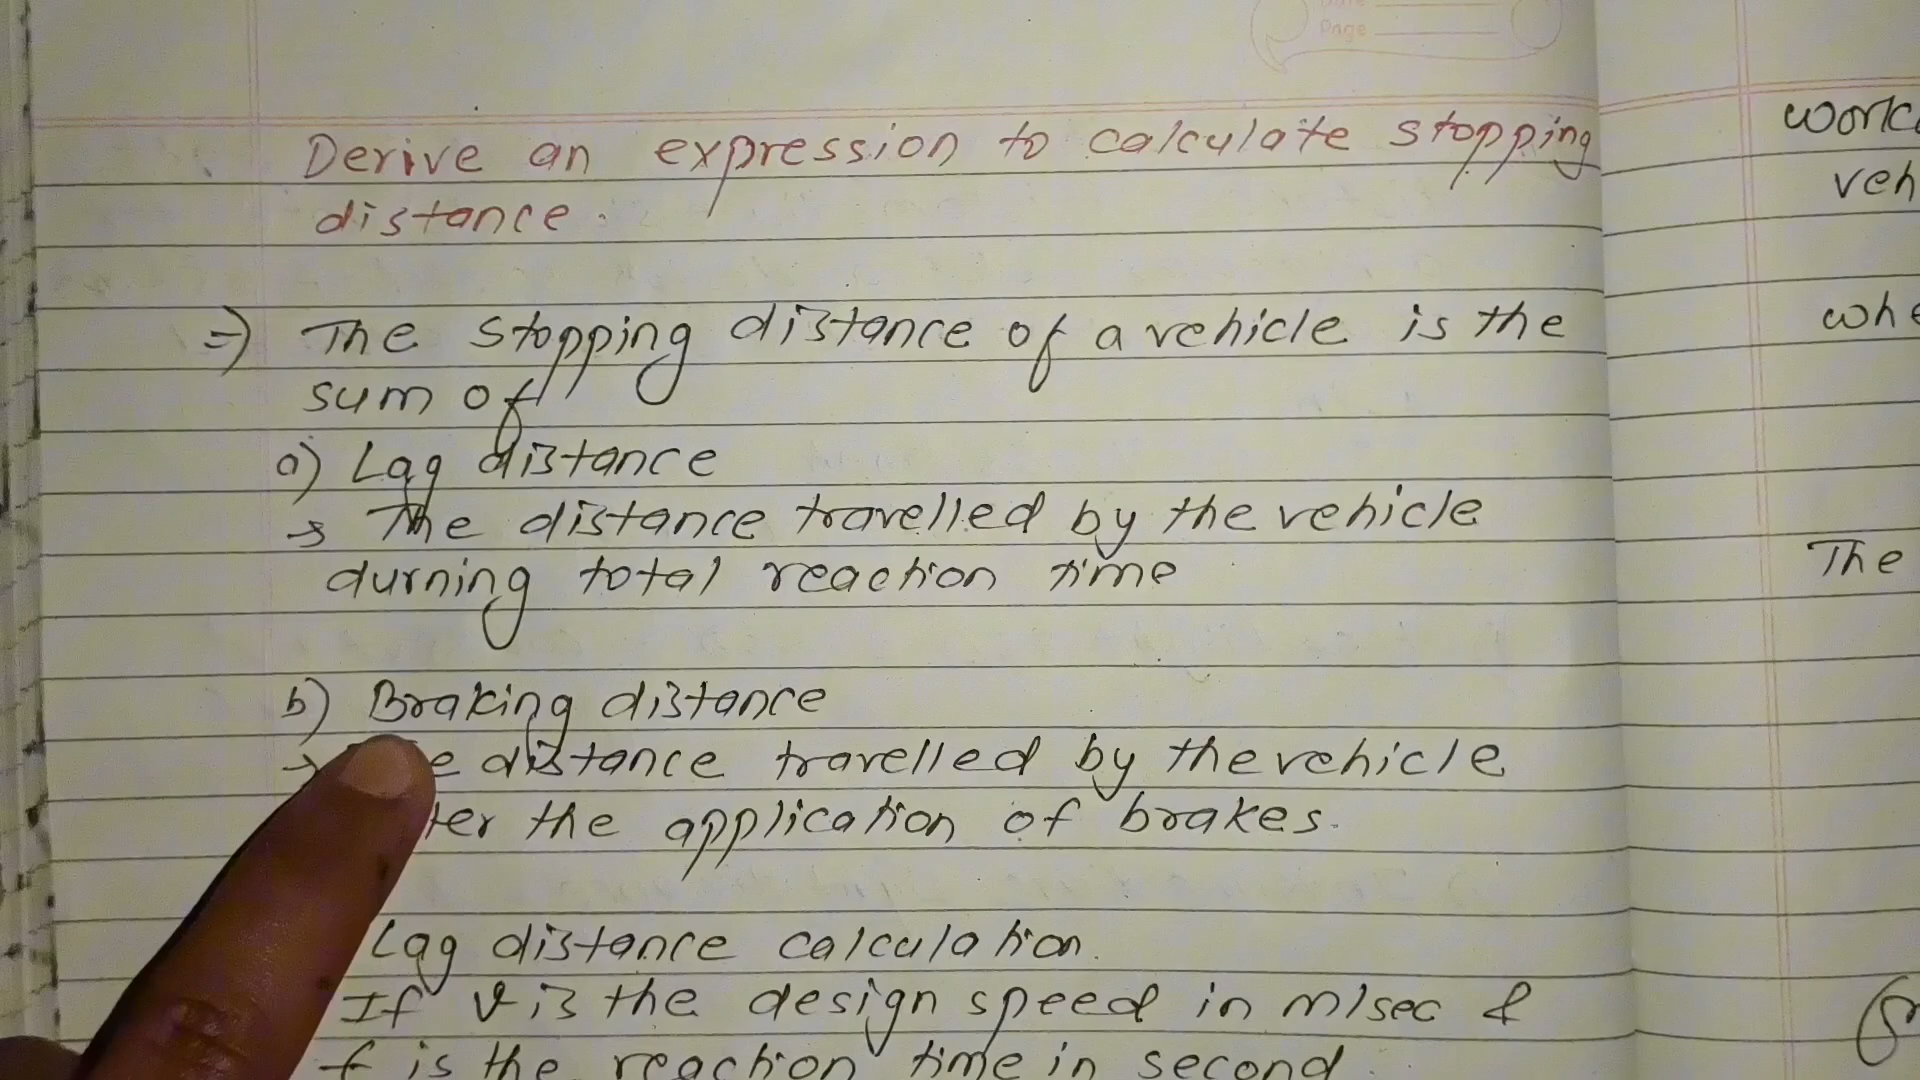 Date
Page
Derive an expression to calculate stopping
distance.
=) The stopping distance of a vehicle is the
sum of
a) Lag distance
→ The distance travelled by the vehicle
durning total reaction time
b) Braking distance
→ distance travelled by the vehicle
the application of brakes.
Lag distance calculation.
If v is the design speed in m/sec &
t is the reaction time in second.
veh
The